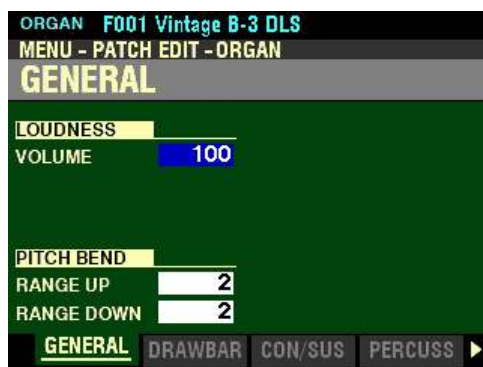 ORGAN F001 Vintage B-3 DLS
MENU - PATCH EDIT - ORGAN
GENERAL
LOUDNESS
VOLUME 100
PITCH BEND
RANGE UP 2
RANGE DOWN 2
GENERAL DRAWBAR CON/SUS PERCUSS